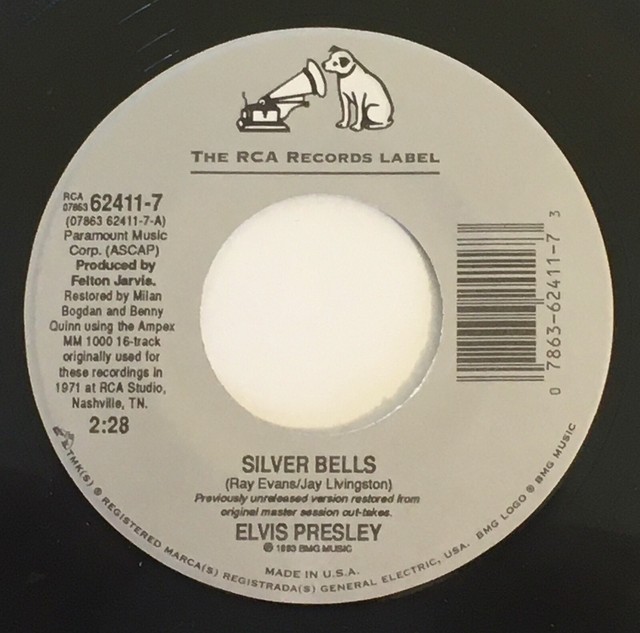 THE RCA RECORDS LABEL
RCA
07863 62411-7
(07863 62411-7-A)
Paramount Music
Corp. (ASCAP)
Produced by
Felton Jarvis.
Restored by Milan
Bogdan and Benny
Quinn using the Ampex
MM 1000 16-track
originally used for
these recordings in
1971 at RCA Studio,
Nashville, TN.
2:28
0 7863-62411-7 3
SILVER BELLS
(Ray Evans/Jay Livingston)
Previously unreleased version restored from
original master session out-takes.
ELVIS PRESLEY
℗ 1993 BMG MUSIC
MADE IN U.S.A.
TMK(S) ® REGISTERED MARCA(S) REGISTRADA(S) GENERAL ELECTRIC, USA. BMG LOGO ® BMG MUSIC